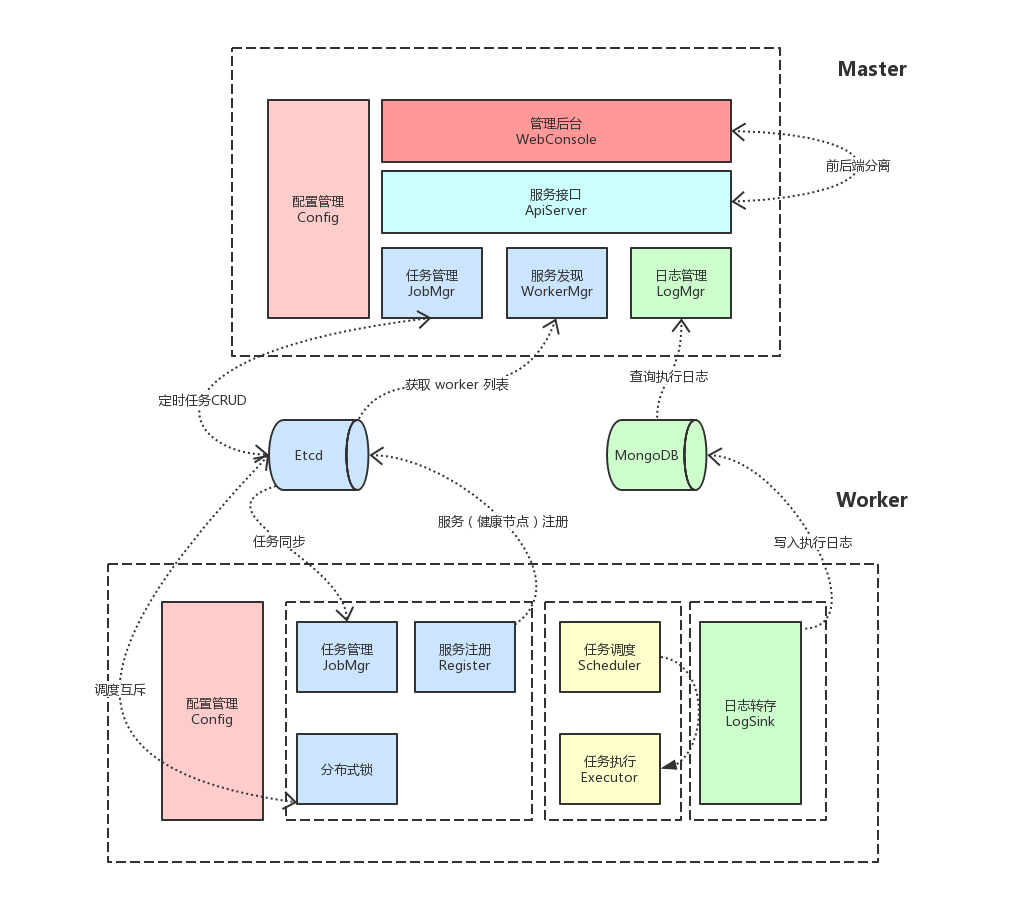 Master
管理后台
WebConsole
前后端分离
配置管理
Config
服务接口
ApiServer
任务管理
JobMgr
服务发现
WorkerMgr
日志管理
LogMgr
查询执行日志
获取 worker 列表
定时任务CRUD
Etcd
MongoDB
Worker
服务（健康节点）注册
任务同步
写入执行日志
任务管理
JobMgr
服务注册
Register
任务调度
Scheduler
调度互斥
配置管理
Config
日志转存
LogSink
分布式锁
任务执行
Executor